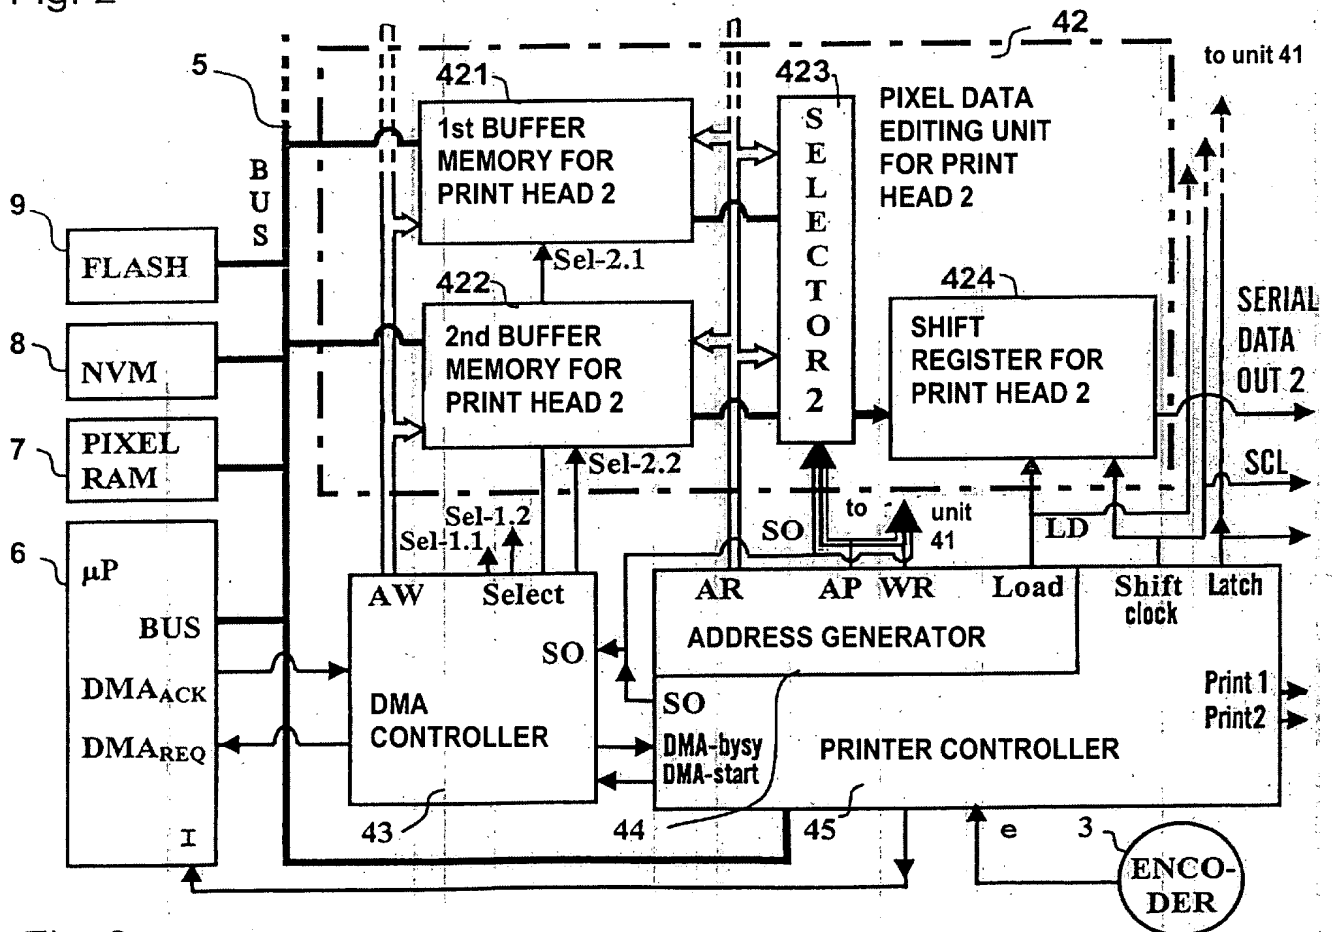 Fig. 2
42
to unit 41
5
421
423
PIXEL DATA
EDITING UNIT
FOR PRINT
HEAD 2
1st BUFFER
MEMORY FOR
PRINT HEAD 2
SELECTOR 2
BUS
9
FLASH
Sel-2.1
422
424
SERIAL
DATA
OUT 2
8
NVM
2nd BUFFER
MEMORY FOR
PRINT HEAD 2
SHIFT
REGISTER FOR
PRINT HEAD 2
7
PIXEL
RAM
Sel-2.2
SCL
Sel-1.2
Sel-1.1
SO
to unit
41
LD
6
µP
AW
Select
AR
AP
WR
Load
Shift
clock
Latch
BUS
SO
ADDRESS GENERATOR
DMAACK
DMA
CONTROLLER
SO
Print 1
Print2
DMAREQ
DMA-bysy
DMA-start
PRINTER CONTROLLER
I
43
44
45
e
3
ENCO-
DER